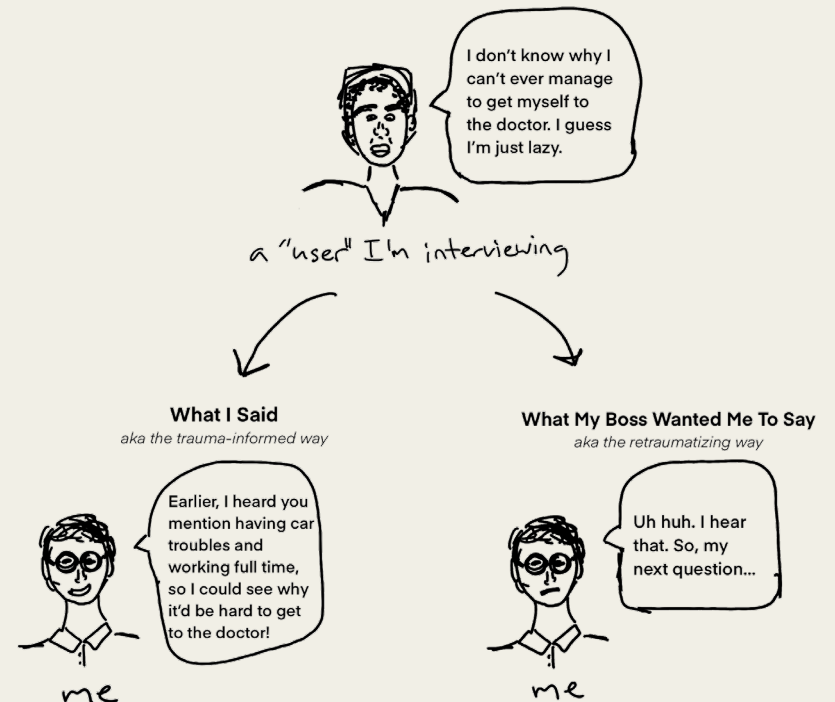 I don't know why I
can't ever manage
to get myself to
the doctor. I guess
I'm just lazy.
a "user" I'm interviewing
What I Said
aka the trauma-informed way
Earlier, I heard you
mention having car
troubles and
working full time,
so I could see why
it'd be hard to get
to the doctor!
me
What My Boss Wanted Me To Say
aka the retraumatizing way
Uh huh. I hear
that. So, my
next question...
me